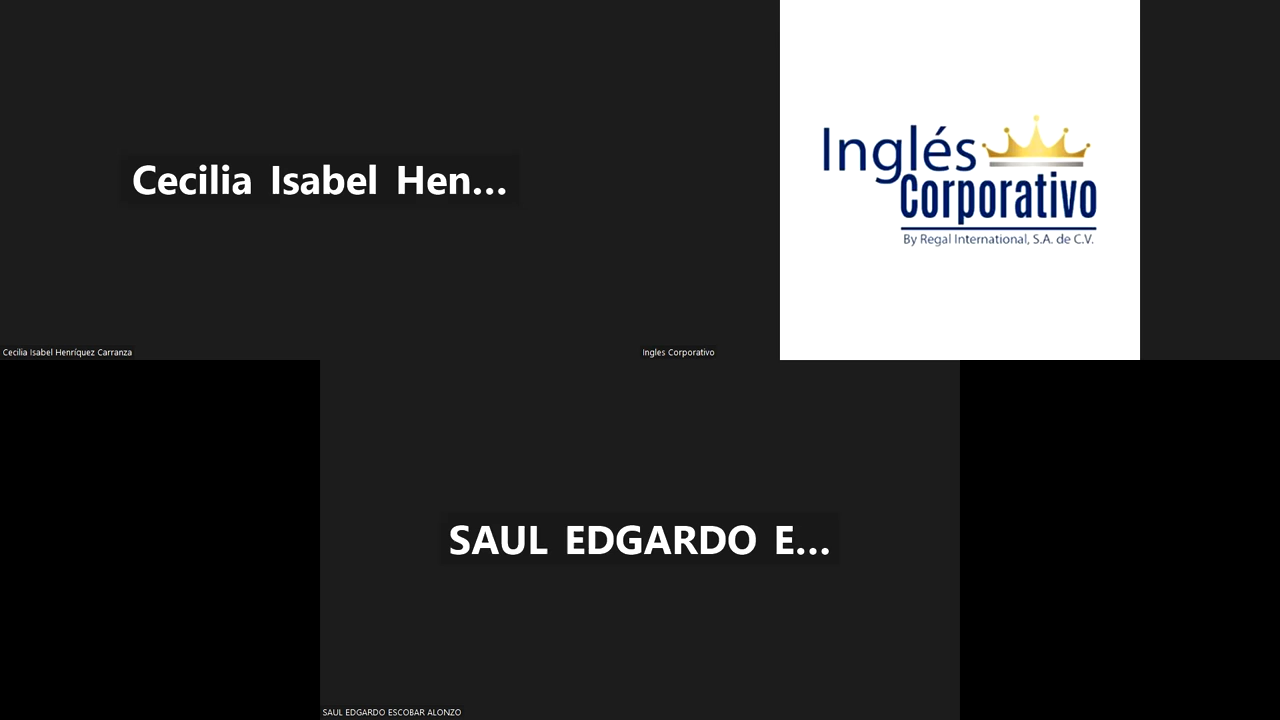 Cecilia Isabel Hen...
Inglés
Corporativo
By Regal International, S.A. de C.V.
Cecilia Isabel Henríquez Carranza
Ingles Corporativo
SAUL EDGARDO E...
SAUL EDGARDO ESCOBAR ALONZO